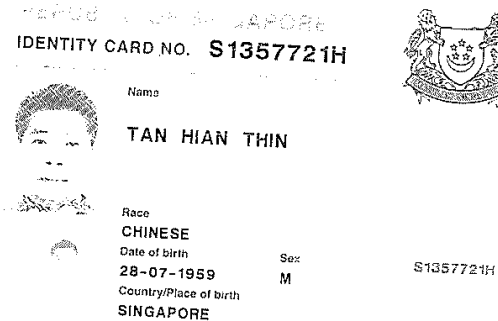 IDENTITY CARD NO. S1357721H
Name
TAN HIAN THIN
Race
CHINESE
Date of birth Sex
28-07-1959 M
S1357721H
Country/Place of birth
SINGAPORE